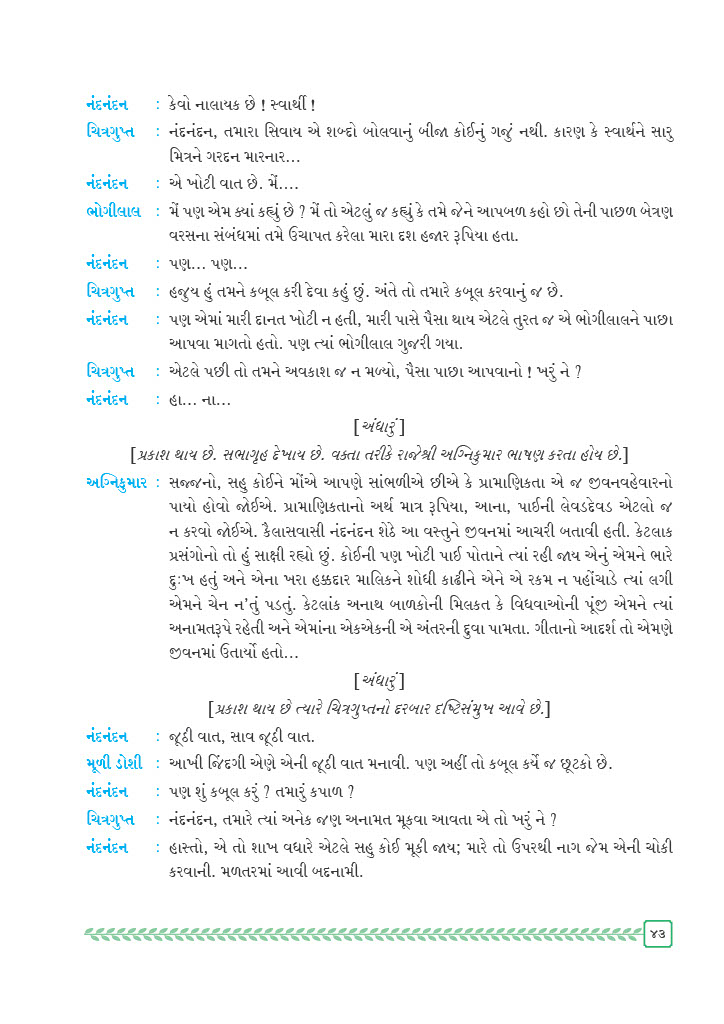 નંદનંદન : કેવો નાલાયક છે ! સ્વાર્થી !
ચિત્રગુપ્ત : નંદનંદન, તમારા સિવાય એ શબ્દો બોલવાનું બીજા કોઈનું ગજું નથી. કારણ કે સ્વાર્થને સારુ
મિત્રને ગરદન મારનાર...
નંદનંદન : એ ખોટી વાત છે. મેં....
ભોગીલાલ : મેં પણ એમ ક્યાં કહ્યું છે ? મેં તો એટલું જ કહ્યું કે તમે જેને આપબળ કહો છો તેની પાછળ બેત્રણ
વરસના સંબંધમાં તમે ઉચાપત કરેલા મારા દશ હજાર રૂપિયા હતા.
નંદનંદન : પણ... પણ...
ચિત્રગુપ્ત : હજુય હું તમને કબૂલ કરી દેવા કહું છું. અંતે તો તમારે કબૂલ કરવાનું જ છે.
નંદનંદન : પણ એમાં મારી દાનત ખોટી ન હતી, મારી પાસે પૈસા થાય એટલે તુરત જ એ ભોગીલાલને પાછા
આપવા માગતો હતો. પણ ત્યાં ભોગીલાલ ગુજરી ગયા.
ચિત્રગુપ્ત : એટલે પછી તો તમને અવકાશ જ ન મળ્યો, પૈસા પાછા આપવાનો ! ખરું ને ?
નંદનંદન : હા... ના...
[અંધારું]
[પ્રકાશ થાય છે. સભાગૃહ દેખાય છે. વક્તા તરીકે રાજેશ્રી અગ્નિકુમાર ભાષણ કરતા હોય છે.]
અગ્નિકુમાર : સજ્જનો, સહુ કોઈને મોંએ આપણે સાંભળીએ છીએ કે પ્રામાણિકતા એ જ જીવનવહેવારનો
પાયો હોવો જોઈએ. પ્રામાણિકતાનો અર્થ માત્ર રૂપિયા, આના, પાઈની લેવડદેવડ એટલો જ
ન કરવો જોઈએ. કૈલાસવાસી નંદનંદન શેઠે આ વસ્તુને જીવનમાં આચરી બતાવી હતી. કેટલાક
પ્રસંગોનો તો હું સાક્ષી રહ્યો છું. કોઈની પણ ખોટી પાઈ પોતાને ત્યાં રહી જાય એનું એમને ભારે
દુઃખ હતું અને એના ખરા હક્કદાર માલિકને શોધી કાઢીને એને એ રકમ ન પહોંચાડે ત્યાં લગી
એમને ચેન ન'તું પડતું. કેટલાંક અનાથ બાળકોની મિલકત કે વિધવાઓની પૂંજી એમને ત્યાં
અનામતરૂપે રહેતી અને એમાંના એકએકની એ અંતરની દુવા પામતા. ગીતાનો આદર્શ તો એમણે
જીવનમાં ઉતાર્યો હતો...
[અંધારું]
[પ્રકાશ થાય છે ત્યારે ચિત્રગુપ્તનો દરબાર દૃષ્ટિસંમુખ આવે છે.]
નંદનંદન : જૂઠી વાત, સાવ જૂઠી વાત.
મૂળી ડોશી : આખી જિંદગી એણે એની જૂઠી વાત મનાવી. પણ અહીં તો કબૂલ કર્યે જ છૂટકો છે.
નંદનંદન : પણ શું કબૂલ કરું ? તમારું કપાળ ?
ચિત્રગુપ્ત : નંદનંદન, તમારે ત્યાં અનેક જણ અનામત મૂકવા આવતા એ તો ખરું ને ?
નંદનંદન : હાસ્તો, એ તો શાખ વધારે એટલે સહુ કોઈ મૂકી જાય; મારે તો ઉપરથી નાગ જેમ એની ચોકી
કરવાની. મળતરમાં આવી બદનામી.
૪૩